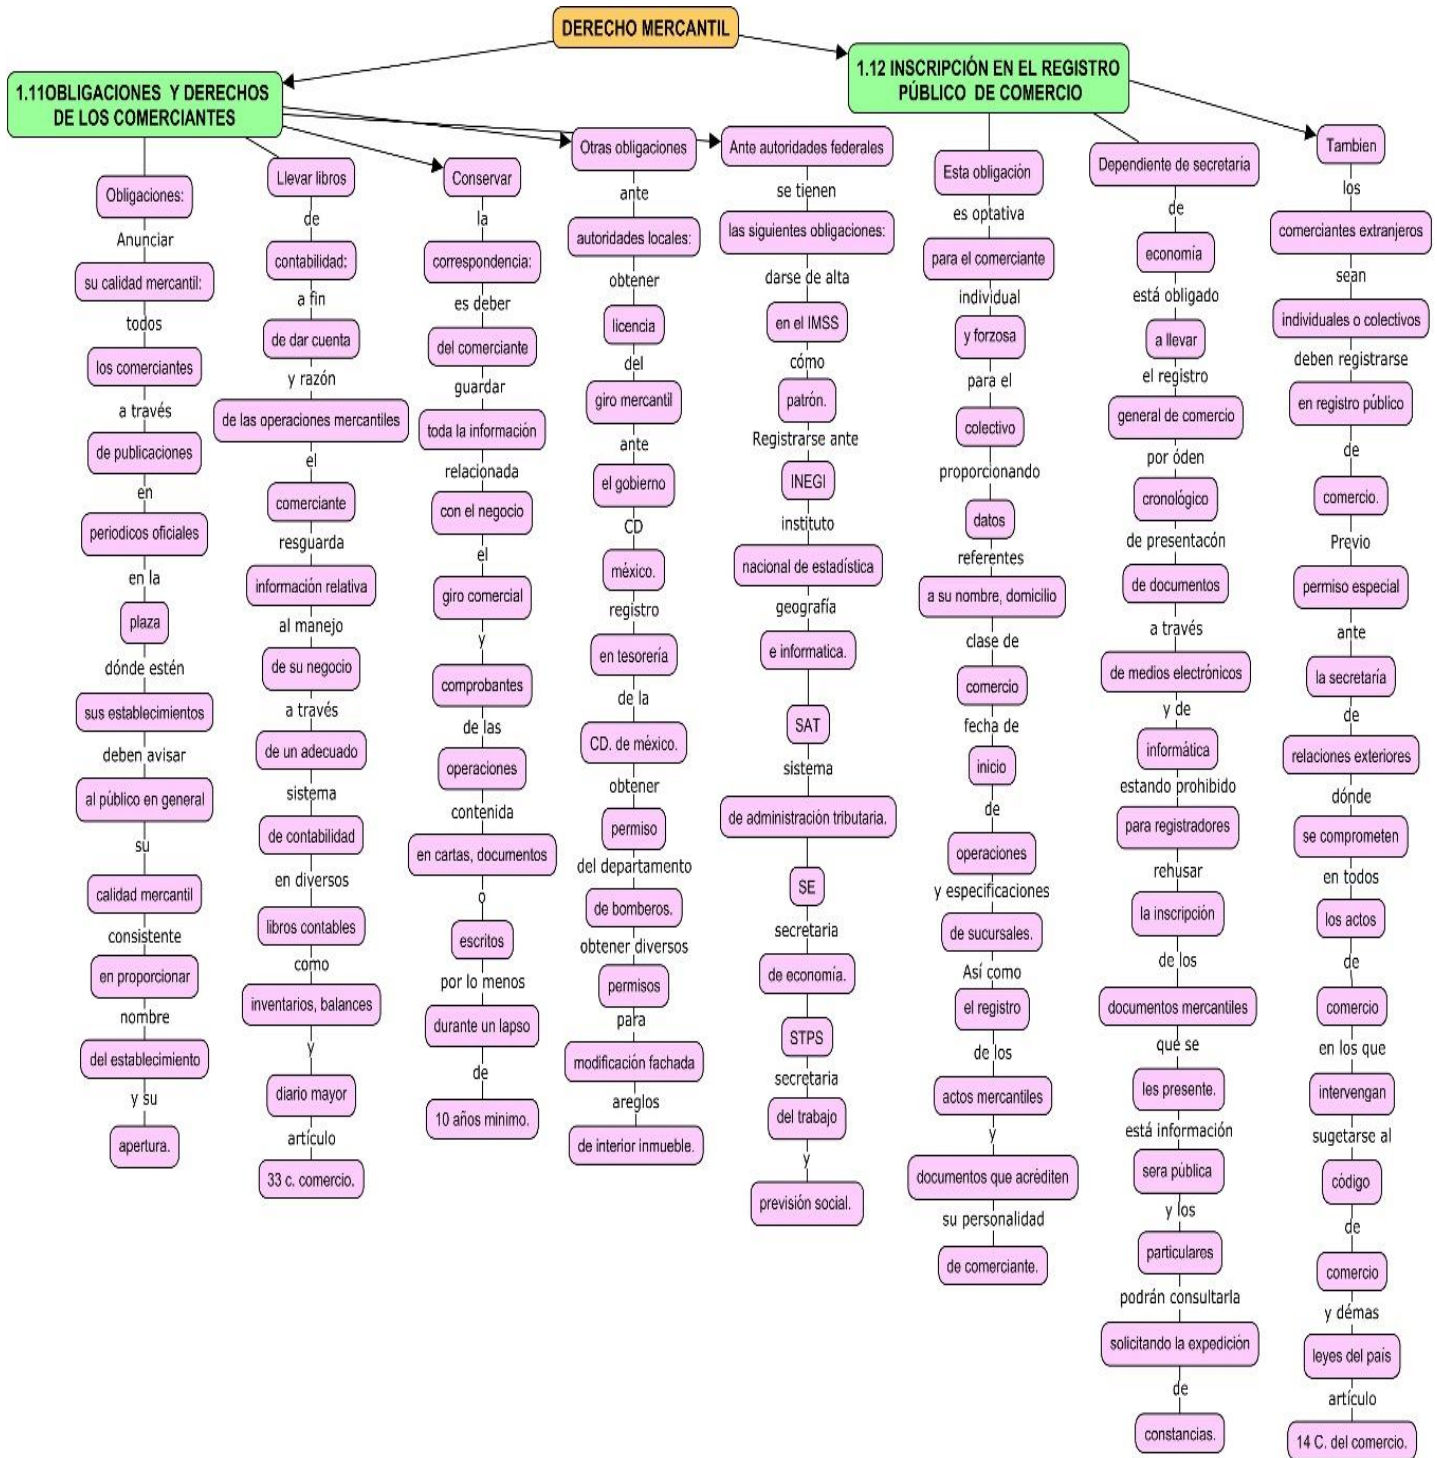 DERECHO MERCANTIL
1.11OBLIGACIONES Y DERECHOS
DE LOS COMERCIANTES
Obligaciones:
Anunciar
su calidad mercantil:
todos
los comerciantes
a través
de publicaciones
en
periodicos oficiales
en la
plaza
dónde estén
sus establecimientos
deben avisar
al público en general
su
calidad mercantil
consistente
en proporcionar
nombre
del establecimiento
y su
apertura.
Llevar libros
de
contabilidad:
a fin
de dar cuenta
y razón
de las operaciones mercantiles
el
comerciante
resguarda
información relativa
al manejo
de su negocio
a través
de un adecuado
sistema
de contabilidad
en diversos
libros contables
como
inventarios, balances
y
diario mayor
artículo
33 c. comercio.
Conservar
la
correspondencia:
es deber
del comerciante
guardar
toda la información
relacionada
con el negocio
el
giro comercial
y
comprobantes
de las
operaciones
contenida
en cartas, documentos
o
escritos
por lo menos
durante un lapso
de
10 años minimo.
Otras obligaciones
ante
autoridades locales:
obtener
licencia
del
giro mercantil
ante
el gobierno
CD
méxico.
registro
en tesorería
de la
CD. de méxico.
obtener
permiso
del departamento
de bomberos.
obtener diversos
permisos
para
modificación fachada
areglos
de interior inmueble.
Ante autoridades federales
se tienen
las siguientes obligaciones:
darse de alta
en el IMSS
cómo
patrón.
Registrarse ante
INEGI
instituto
nacional de estadística
geografía
e informatica.
SAT
sistema
de administración tributaria.
SE
secretaria
de economía.
STPS
secretaria
del trabajo
y
previsión social.
1.12 INSCRIPCIÓN EN EL REGISTRO
PÚBLICO DE COMERCIO
Esta obligación
es optativa
para el comerciante
individual
y forzosa
para el
colectivo
proporcionando
datos
referentes
a su nombre, domicilio
clase de
comercio
fecha de
inicio
de
operaciones
y especificaciones
de sucursales.
Así como
el registro
de los
actos mercantiles
y
documentos que acréditen
su personalidad
de comerciante.
Dependiente de secretaria
de
economía
está obligado
a llevar
el registro
general de comercio
por óden
cronológico
de presentacón
de documentos
a través
de medios electrónicos
y de
informática
estando prohibido
para registradores
rehusar
la inscripción
de los
documentos mercantiles
que se
les presente.
está información
sera pública
y los
particulares
podrán consultarla
solicitando la expedición
de
constancias.
Tambien
los
comerciantes extranjeros
sean
individuales o colectivos
deben registrarse
en registro público
de
comercio.
Previo
permiso especial
ante
la secretaría
de
relaciones exteriores
dónde
se comprometen
en todos
los actos
de
comercio
en los que
intervengan
sugetarse al
código
de
comercio
y démas
leyes del país
artículo
14 C. del comercio.